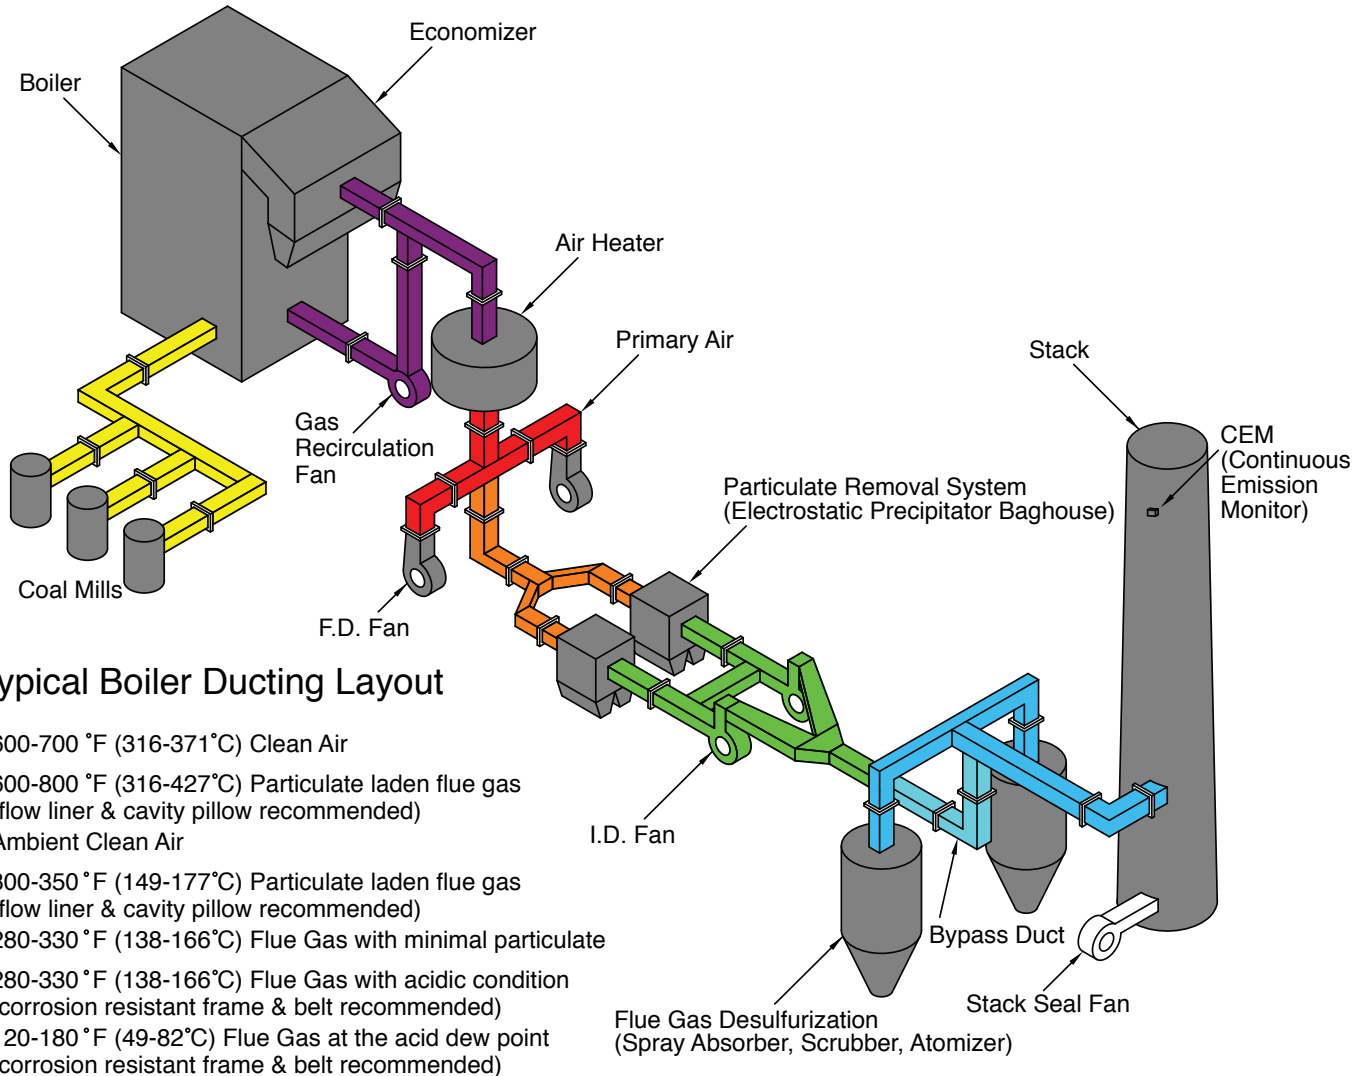 Economizer
Boiler
Air Heater
Primary Air
Stack
Gas
Recirculation
Fan
CEM
(Continuous
Emission
Monitor)
Particulate Removal System
(Electrostatic Precipitator Baghouse)
Coal Mills
F.D. Fan
ypical Boiler Ducting Layout
600-700 °F (316-371°C) Clean Air
600-800 °F (316-427°C) Particulate laden flue gas
flow liner & cavity pillow recommended)
Ambient Clean Air
300-350 °F (149-177°C) Particulate laden flue gas
flow liner & cavity pillow recommended)
280-330 °F (138-166°C) Flue Gas with minimal particulate
280-330 °F (138-166°C) Flue Gas with acidic condition
corrosion resistant frame & belt recommended)
120-180 °F (49-82°C) Flue Gas at the acid dew point
corrosion resistant frame & belt recommended)
I.D. Fan
Bypass Duct
Stack Seal Fan
Flue Gas Desulfurization
(Spray Absorber, Scrubber, Atomizer)